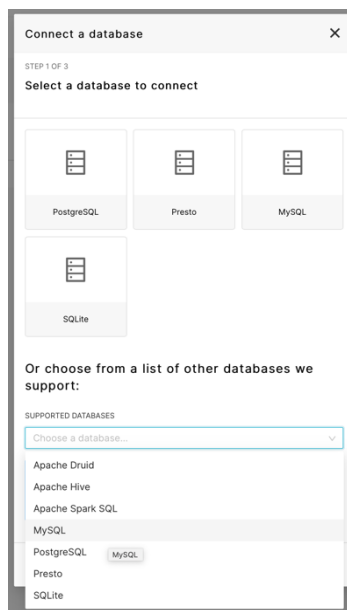 Connect a database
STEP 1 OF 3
Select a database to connect
PostgreSQL
Presto
MySQL
SQLite
Or choose from a list of other databases we
support:
SUPPORTED DATABASES
Choose a database...
Apache Druid
Apache Hive
Apache Spark SQL
MySQL
PostgreSQL
MySQL
Presto
SQLite